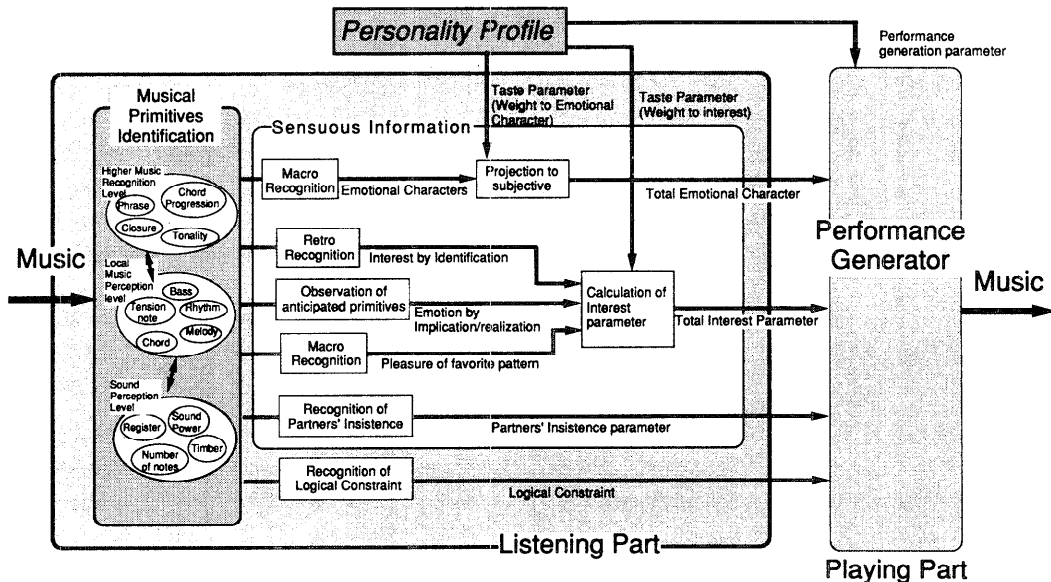 Personality Profile
Performance
generation parameter
Musical
Primitives
Identification
Taste Parameter
(Weight to Emotional
Character)
Taste Parameter
(Weight to interest)
Sensuous Information
Higher Music
Recognition
Level
Chord
Progression
Phrase
Closure
Tonality
Macro
Recognition
Emotional Characters
Projection to
subjective
Total Emotional Character
Music
Retro
Recognition
Interest by Identification
Local
Music
Perception
level
Bass
Tension
note
Rhythm
Melody
Chord
Observation of
anticipated primitives
Emotion by
Implication/realization
Calculation of
Interest
parameter
Total Interest Parameter
Performance
Generator
Music
Macro
Recognition
Pleasure of favorite pattern
Sound
Perception
Level
Register
Sound
Power
Timber
Number
of notes
Recognition of
Partners' Insistence
Partners' Insistence parameter
Recognition of
Logical Constraint
Logical Constraint
Listening Part
Playing Part